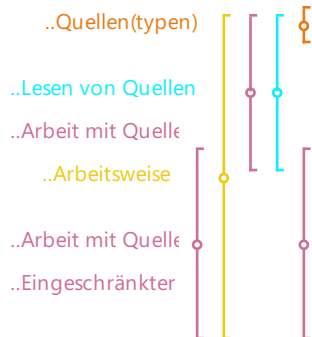 ..Quellen(typen)
..Lesen von Quellen
..Arbeit mit Quelle
..Arbeitsweise
..Arbeit mit Quelle
..Eingeschränkter